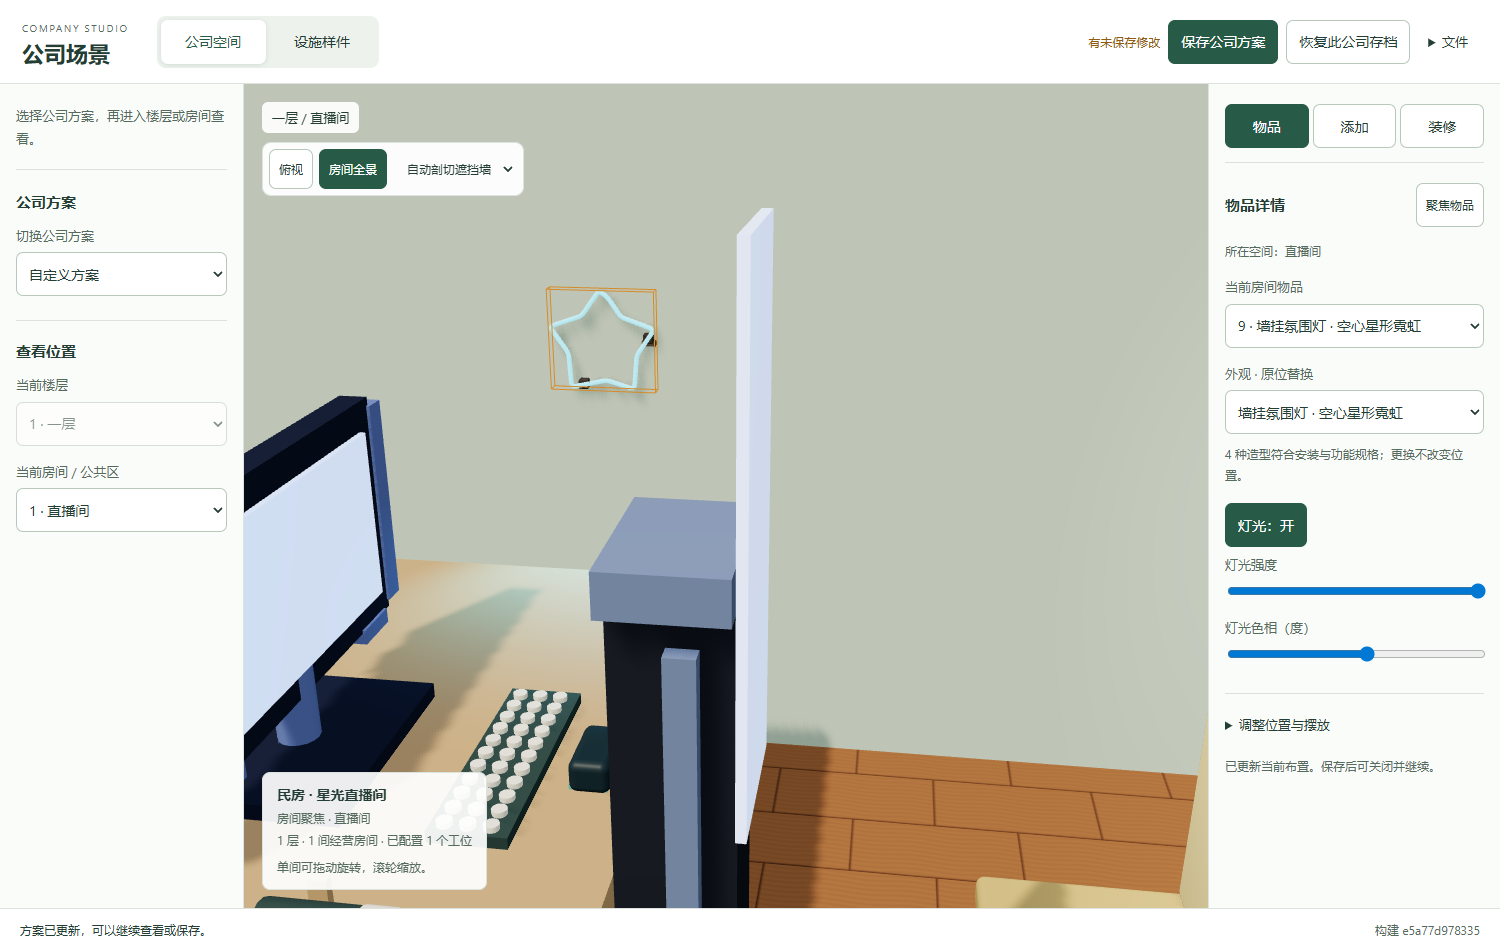 COMPANY STUDIO
公司场景
公司空间
设施样件
有未保存修改
保存公司方案
恢复此公司存档
▶ 文件
选择公司方案，再进入楼层或房间查
看。
公司方案
切换公司方案
自定义方案
查看位置
当前楼层
1 · 一层
当前房间 / 公共区
1 · 直播间
一层 / 直播间
俯视
房间全景
自动剖切遮挡墙
民房 · 星光直播间
房间聚焦 · 直播间
1 层 · 1 间经营房间 · 已配置 1 个工位
单间可拖动旋转，滚轮缩放。
物品
添加
装修
物品详情
聚焦物品
所在空间：直播间
当前房间物品
9 · 墙挂氛围灯 · 空心星形霓虹
外观 · 原位替换
墙挂氛围灯 · 空心星形霓虹
4 种造型符合安装与功能规格；更换不改变位
置。
灯光：开
灯光强度
灯光色相（度）
▶ 调整位置与摆放
已更新当前布置。保存后可关闭并继续。
方案已更新，可以继续查看或保存。
构建 e5a77d978335